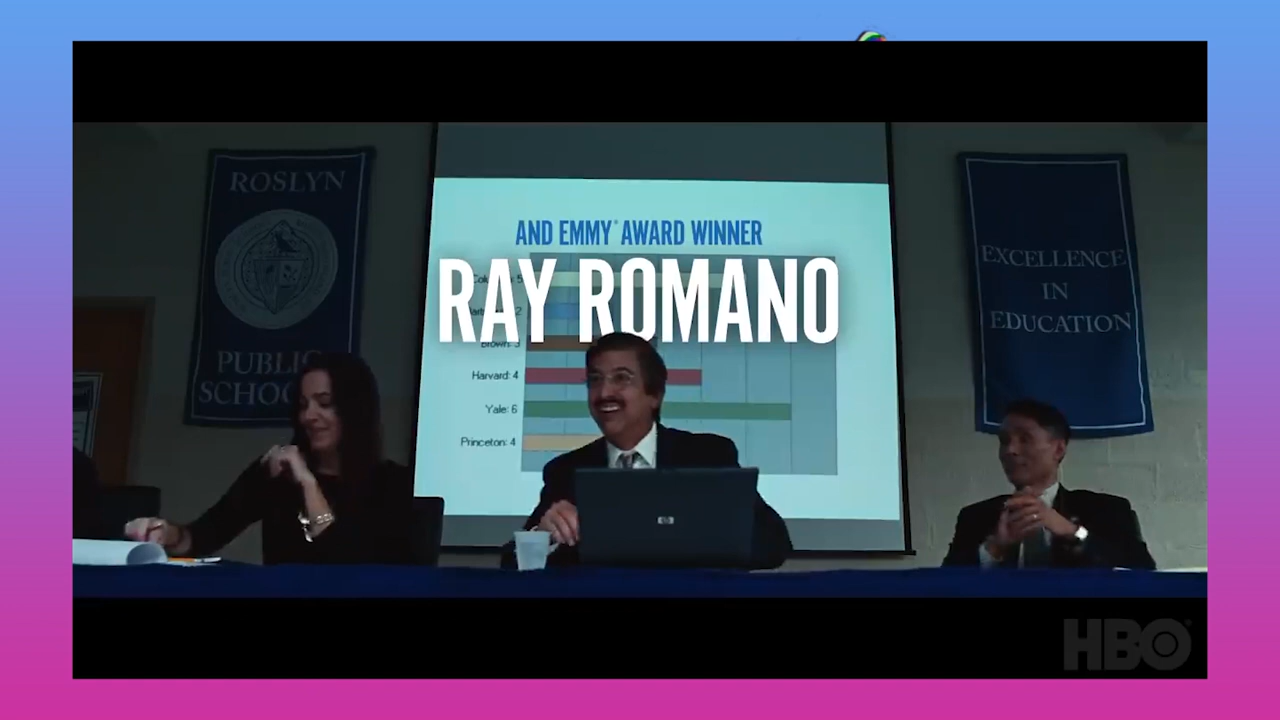 ROSLYN
PUBLIC
AND EMMY® AWARD WINNER
RAY ROMANO
Brown: 3
Harvard: 4
Yale: 6
Princeton: 4
EXCELLENCE
IN
EDUCATION
hp
HBO